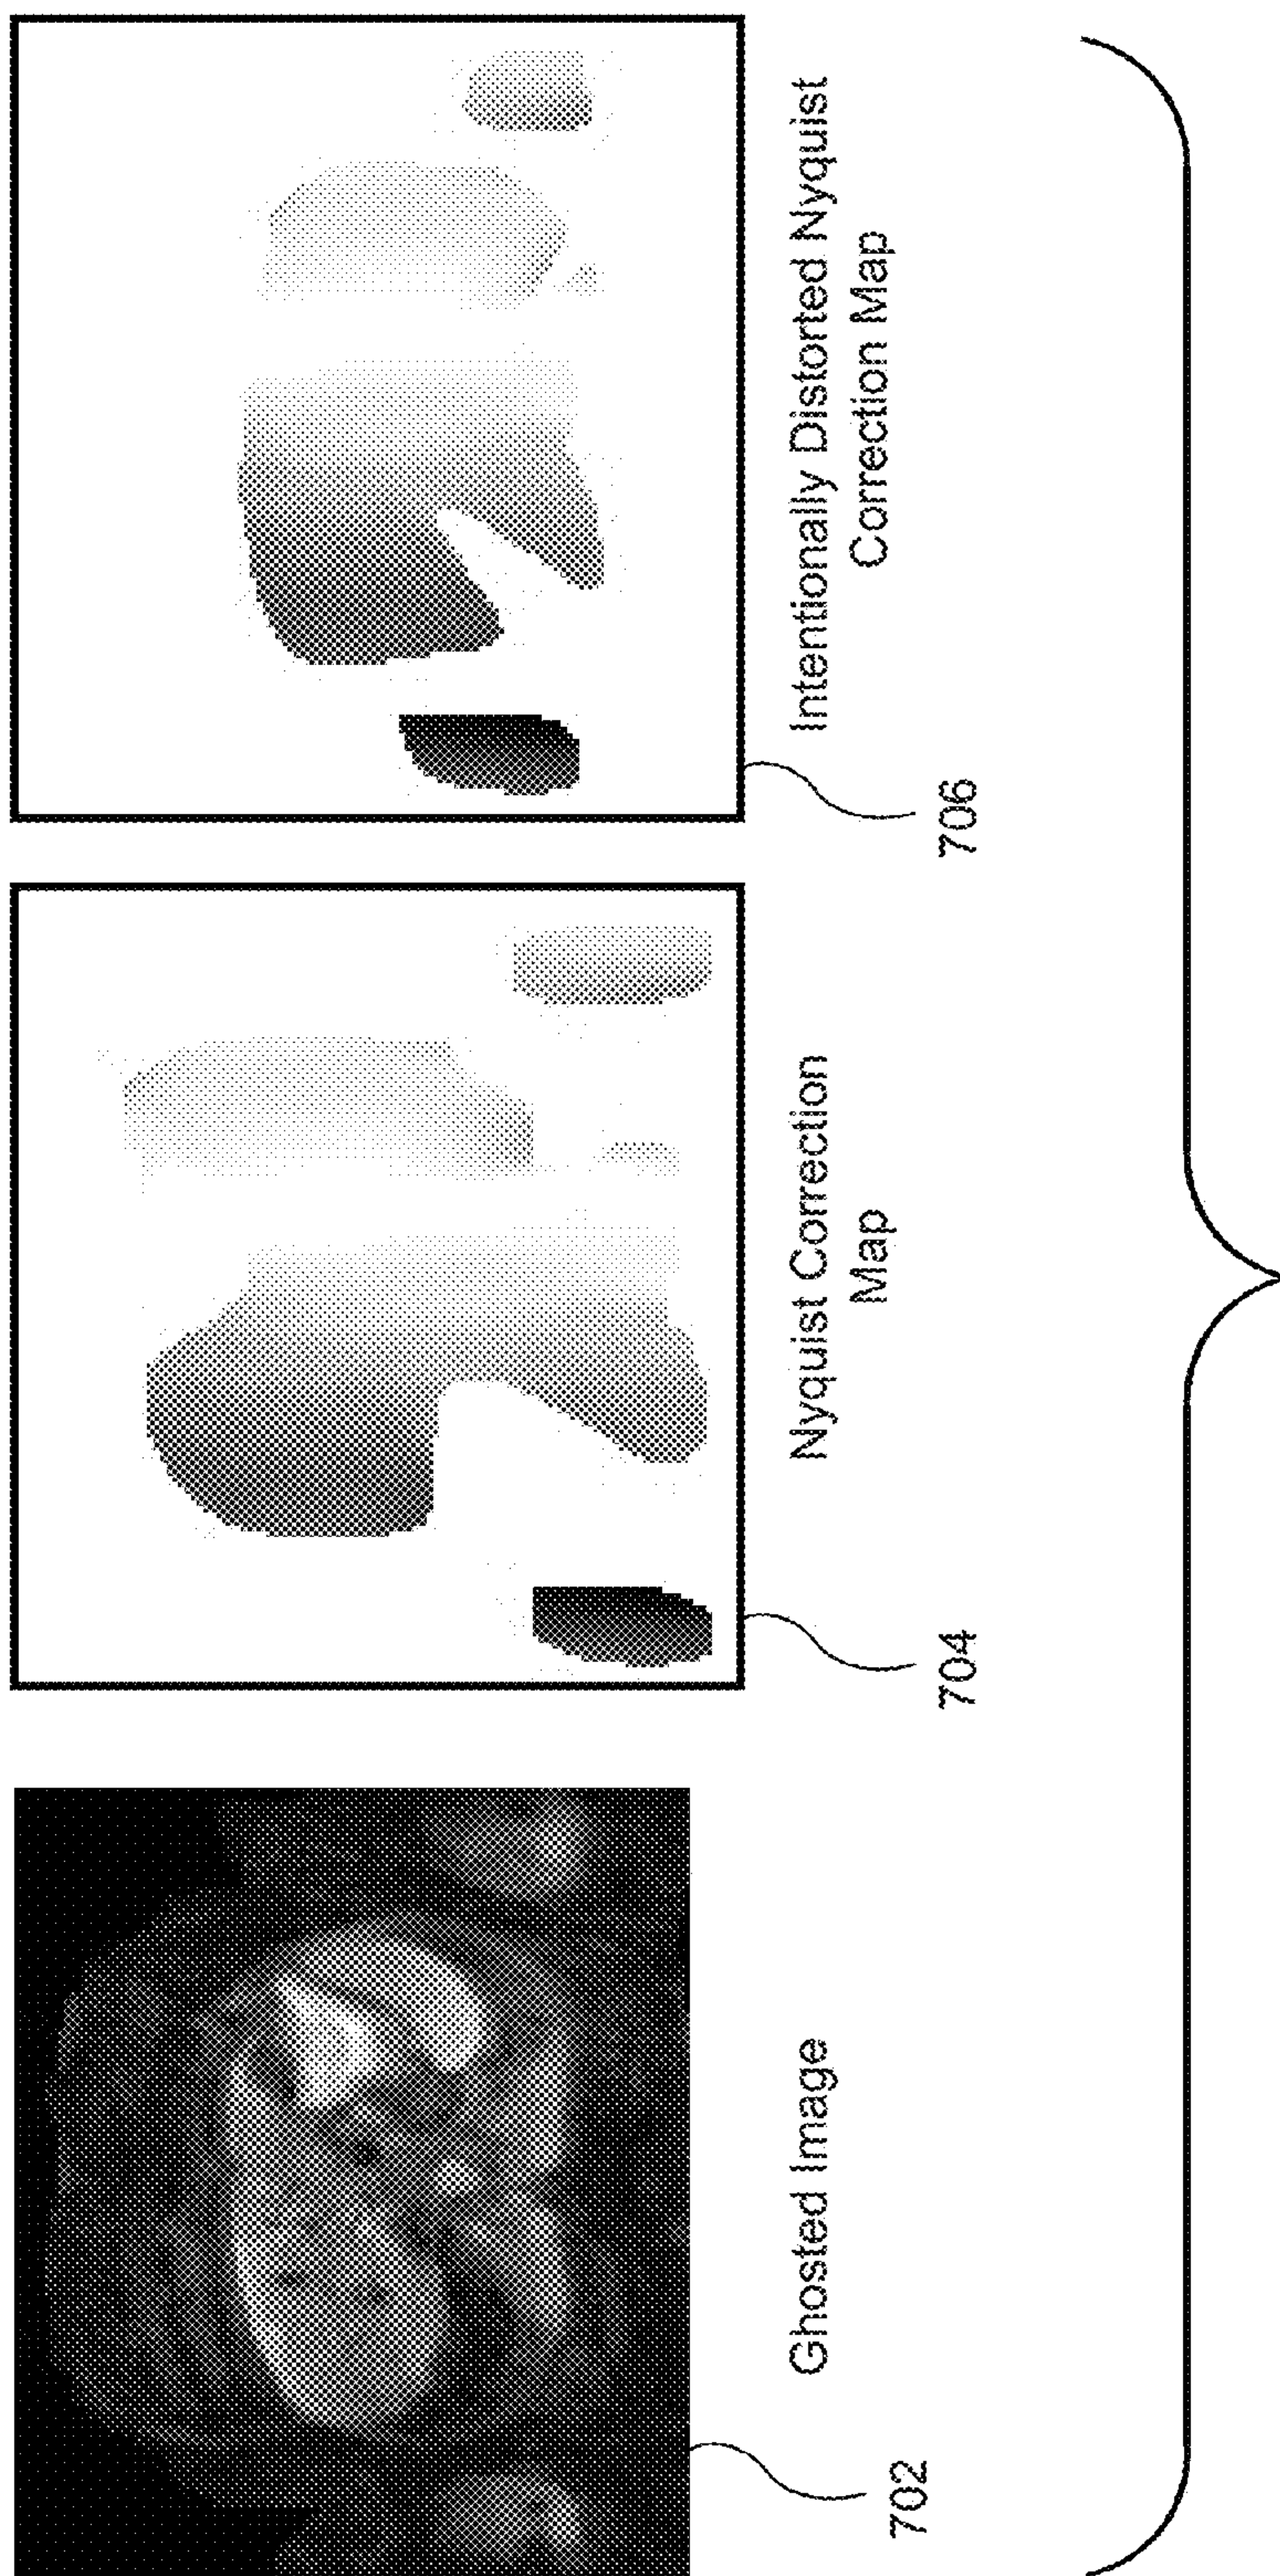 Ghosted Image
702
Nyquist Correction
Map
704
Intentionally Distorted Nyquist
Correction Map
706